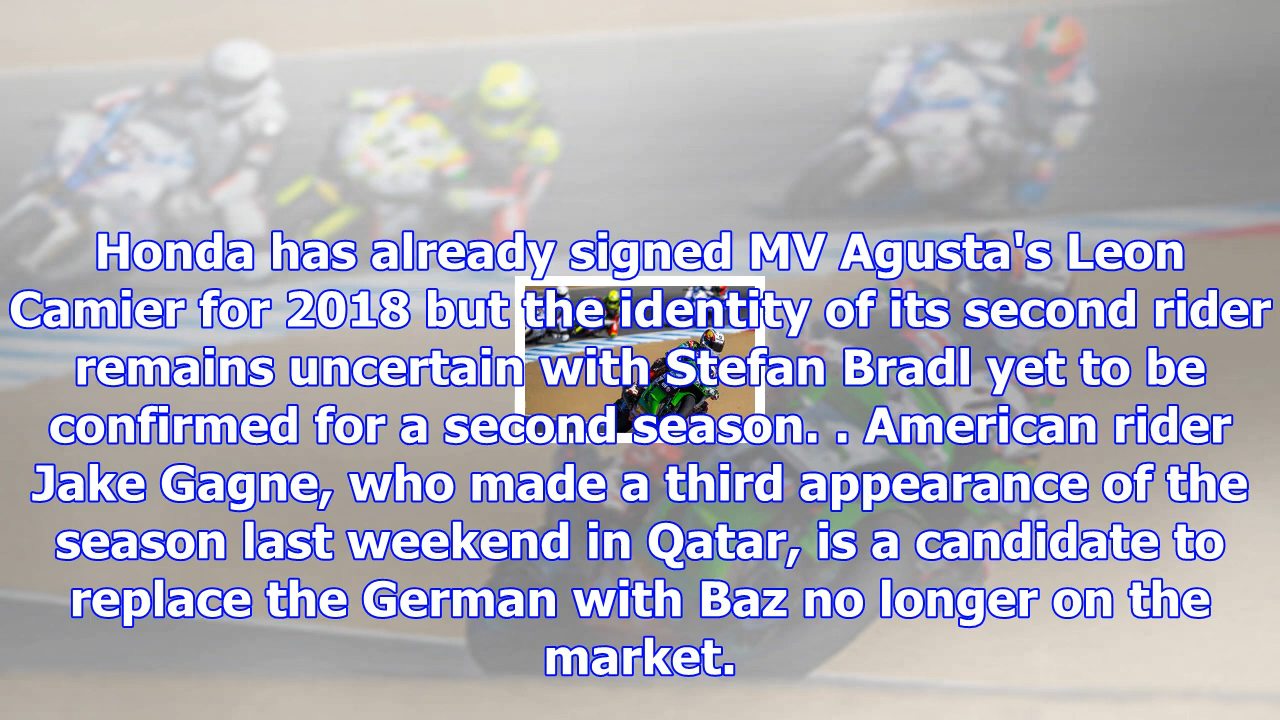 Honda has already signed MV Agusta's Leon
Camier for 2018 but the identity of its second rider
remains uncertain with Stefan Bradl yet to be
confirmed for a second season. . American rider
Jake Gagne, who made a third appearance of the
season last weekend in Qatar, is a candidate to
replace the German with Baz no longer on the
market.